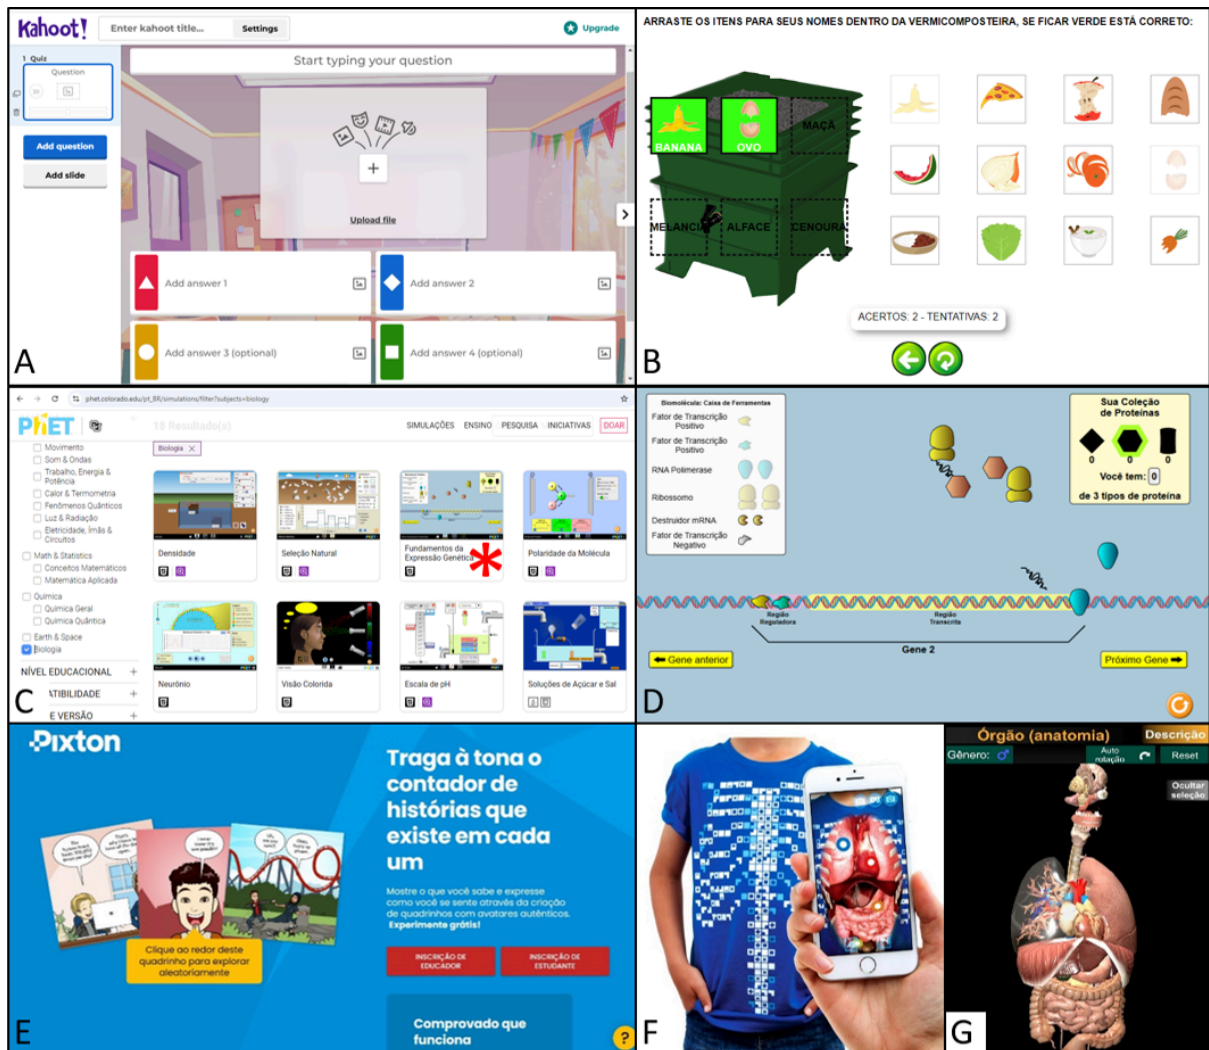 Kahoot!
Enter kahoot title...
Settings
Upgrade
1 Quiz
Question
Add question
Add slide
Start typing your question
Upload file
Add answer 1
Add answer 2
Add answer 3 (optional)
Add answer 4 (optional)
A
ARRASTE OS ITENS PARA SEUS NOMES DENTRO DA VERMICOMPOSTEIRA, SE FICAR VERDE ESTÁ CORRETO:
BANANA
OVO
MAÇÃ
MELANCIA
ALFACE
CENOURA
ACERTOS: 2 - TENTATIVAS: 2
B
phet.colorado.edu/pt_BR/simulations/filter?subjects=biology
PhET
18 Resultado(s)
SIMULAÇÕES
ENSINO
PESQUISA
INICIATIVAS
DOAR
Movimento
Som & Ondas
Trabalho, Energia &
Potência
Calor & Termometria
Fenômenos Quânticos
Luz & Radiação
Eletricidade, Ímãs &
Circuitos
Math & Statistics
Conceitos Matemáticos
Matemática Aplicada
Química
Química Geral
Química Quântica
Earth & Space
Biologia
NÍVEL EDUCACIONAL +
ATIBILIDADE +
E VERSÃO +
Biologia X
Densidade
Seleção Natural
Fundamentos da
Expressão Genética
Polaridade da Molécula
Neurônio
Visão Colorida
Escala de pH
Soluções de Açúcar e Sal
C
Biomolécula: Caixa de Ferramentas
Fator de Transcrição
Positivo
Fator de Transcrição
Positivo
RNA Polimerase
Ribossomo
Destruidor mRNA
Fator de Transcrição
Negativo
Sua Coleção
de Proteínas
0 0 0
Você tem: 0
de 3 tipos de proteína
Região
Reguladora
Região
Transcrita
Gene 2
Gene anterior
Próximo Gene
D
Pixton
Clique ao redor deste
quadrinho para explorar
aleatoriamente
Traga à tona o
contador de
histórias que
existe em cada
um
Mostre o que você sabe e expresse
como você se sente através da criação
de quadrinhos com avatares autênticos.
Experimente grátis!
INSCRIÇÃO DE
EDUCADOR
INSCRIÇÃO DE
ESTUDANTE
Comprovado que
funciona
?
E
F
Órgão (anatomia)
Descrição
Gênero:
Auto
rotação
Reset
Ocultar
seleção
G